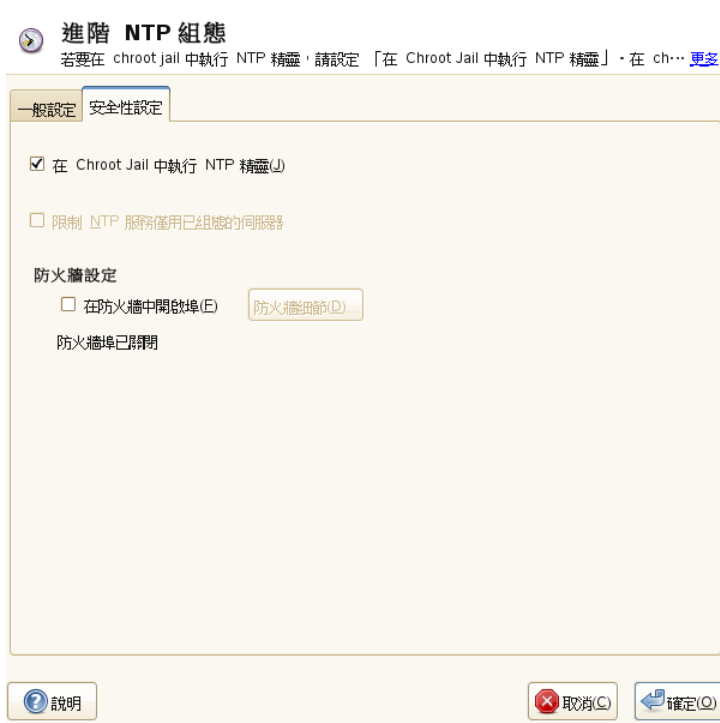 進階 NTP 組態
若要在 chroot jail 中執行 NTP 精靈，請設定 「在 Chroot Jail 中執行 NTP 精靈」。在 ch… 更多
一般設定 安全性設定
在 Chroot Jail 中執行 NTP 精靈(J)
限制 NTP 服務僅用已組態的伺服器
防火牆設定
在防火牆中開啟埠(F) 防火牆細節(D)...
防火牆埠已關閉
說明 取消(C) 確定(O)